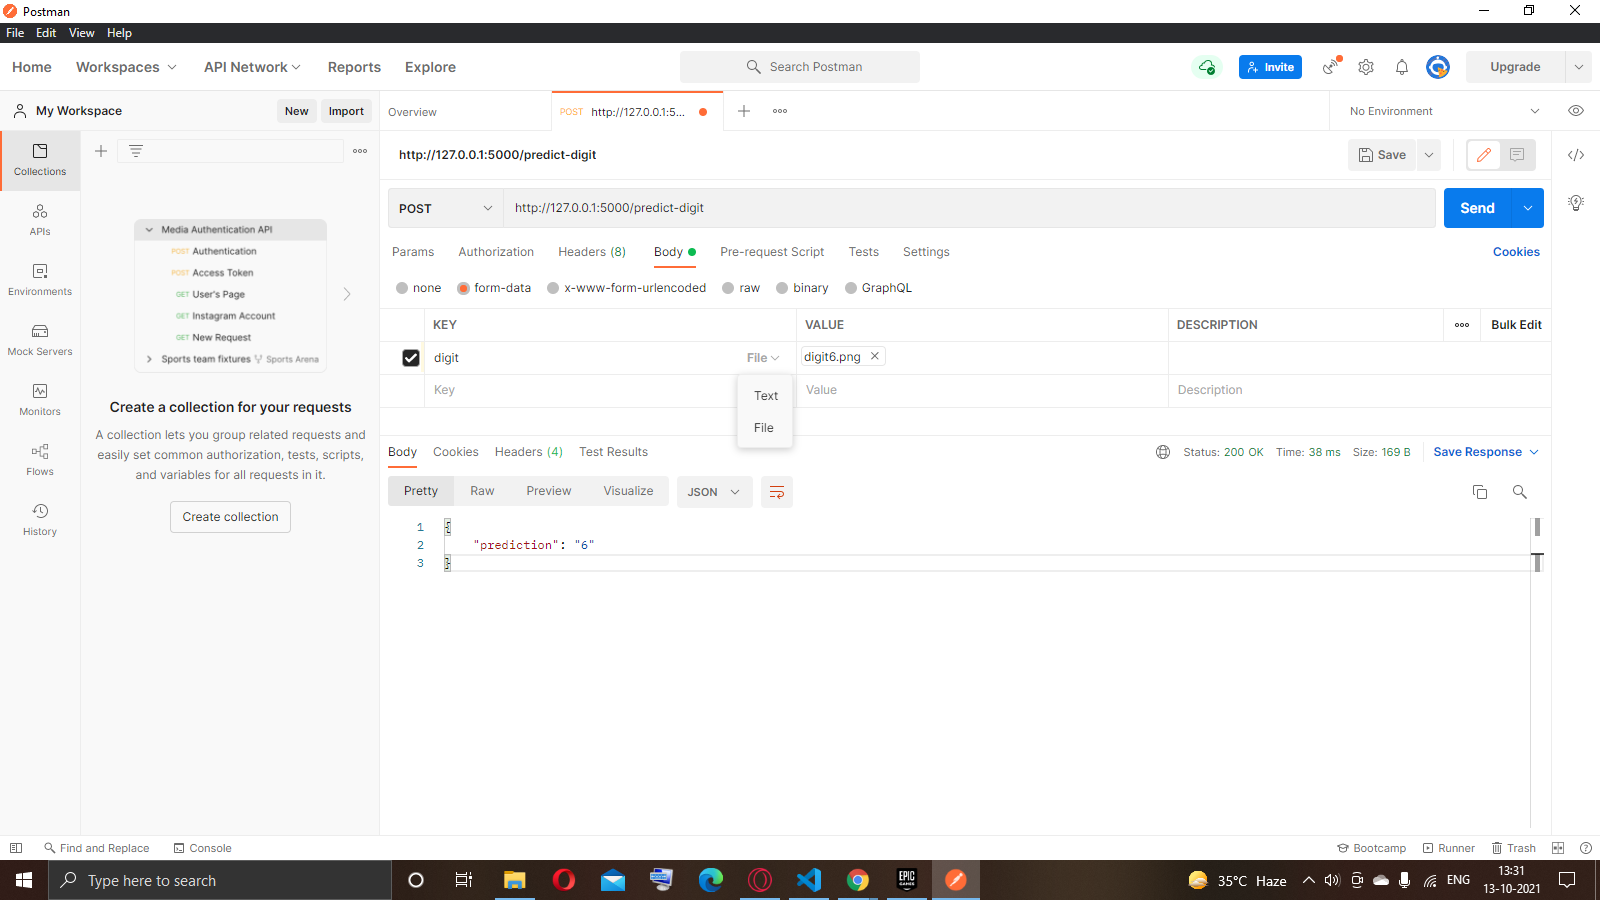 Postman
File Edit View Help
Home Workspaces API Network Reports Explore Search Postman Invite Upgrade
My Workspace New Import Overview POST http://127.0.0.1:5... No Environment
http://127.0.0.1:5000/predict-digit Save
Collections
APIs
Environments
Mock Servers
Monitors
Flows
History
Media Authentication API
POST Authentication
POST Access Token
GET User's Page
GET Instagram Account
GET New Request
Sports team fixtures Sports Arena
Create a collection for your requests
A collection lets you group related requests and
easily set common authorization, tests, scripts,
and variables for all requests in it.
Create collection
POST http://127.0.0.1:5000/predict-digit Send
Params Authorization Headers (8) Body Pre-request Script Tests Settings Cookies
none form-data x-www-form-urlencoded raw binary GraphQL
KEY VALUE DESCRIPTION Bulk Edit
digit File digit6.png
Key Value Description
Text
File
Body Cookies Headers (4) Test Results Status: 200 OK Time: 38 ms Size: 169 B Save Response
Pretty Raw Preview Visualize JSON
1 {
2 "prediction": "6"
3 }
Find and Replace Console Bootcamp Runner Trash
Type here to search EPIC GAMES 35°C Haze ENG 13:31
13-10-2021